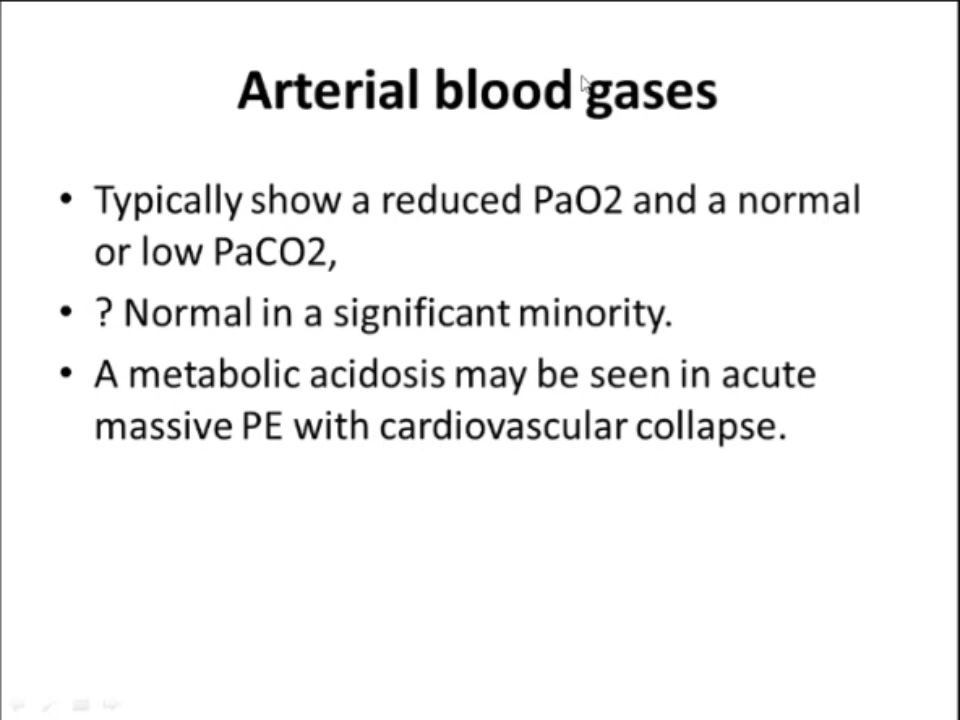 Arterial blood gases
• Typically show a reduced PaO2 and a normal
or low PaCO2,
• ? Normal in a significant minority.
• A metabolic acidosis may be seen in acute
massive PE with cardiovascular collapse.